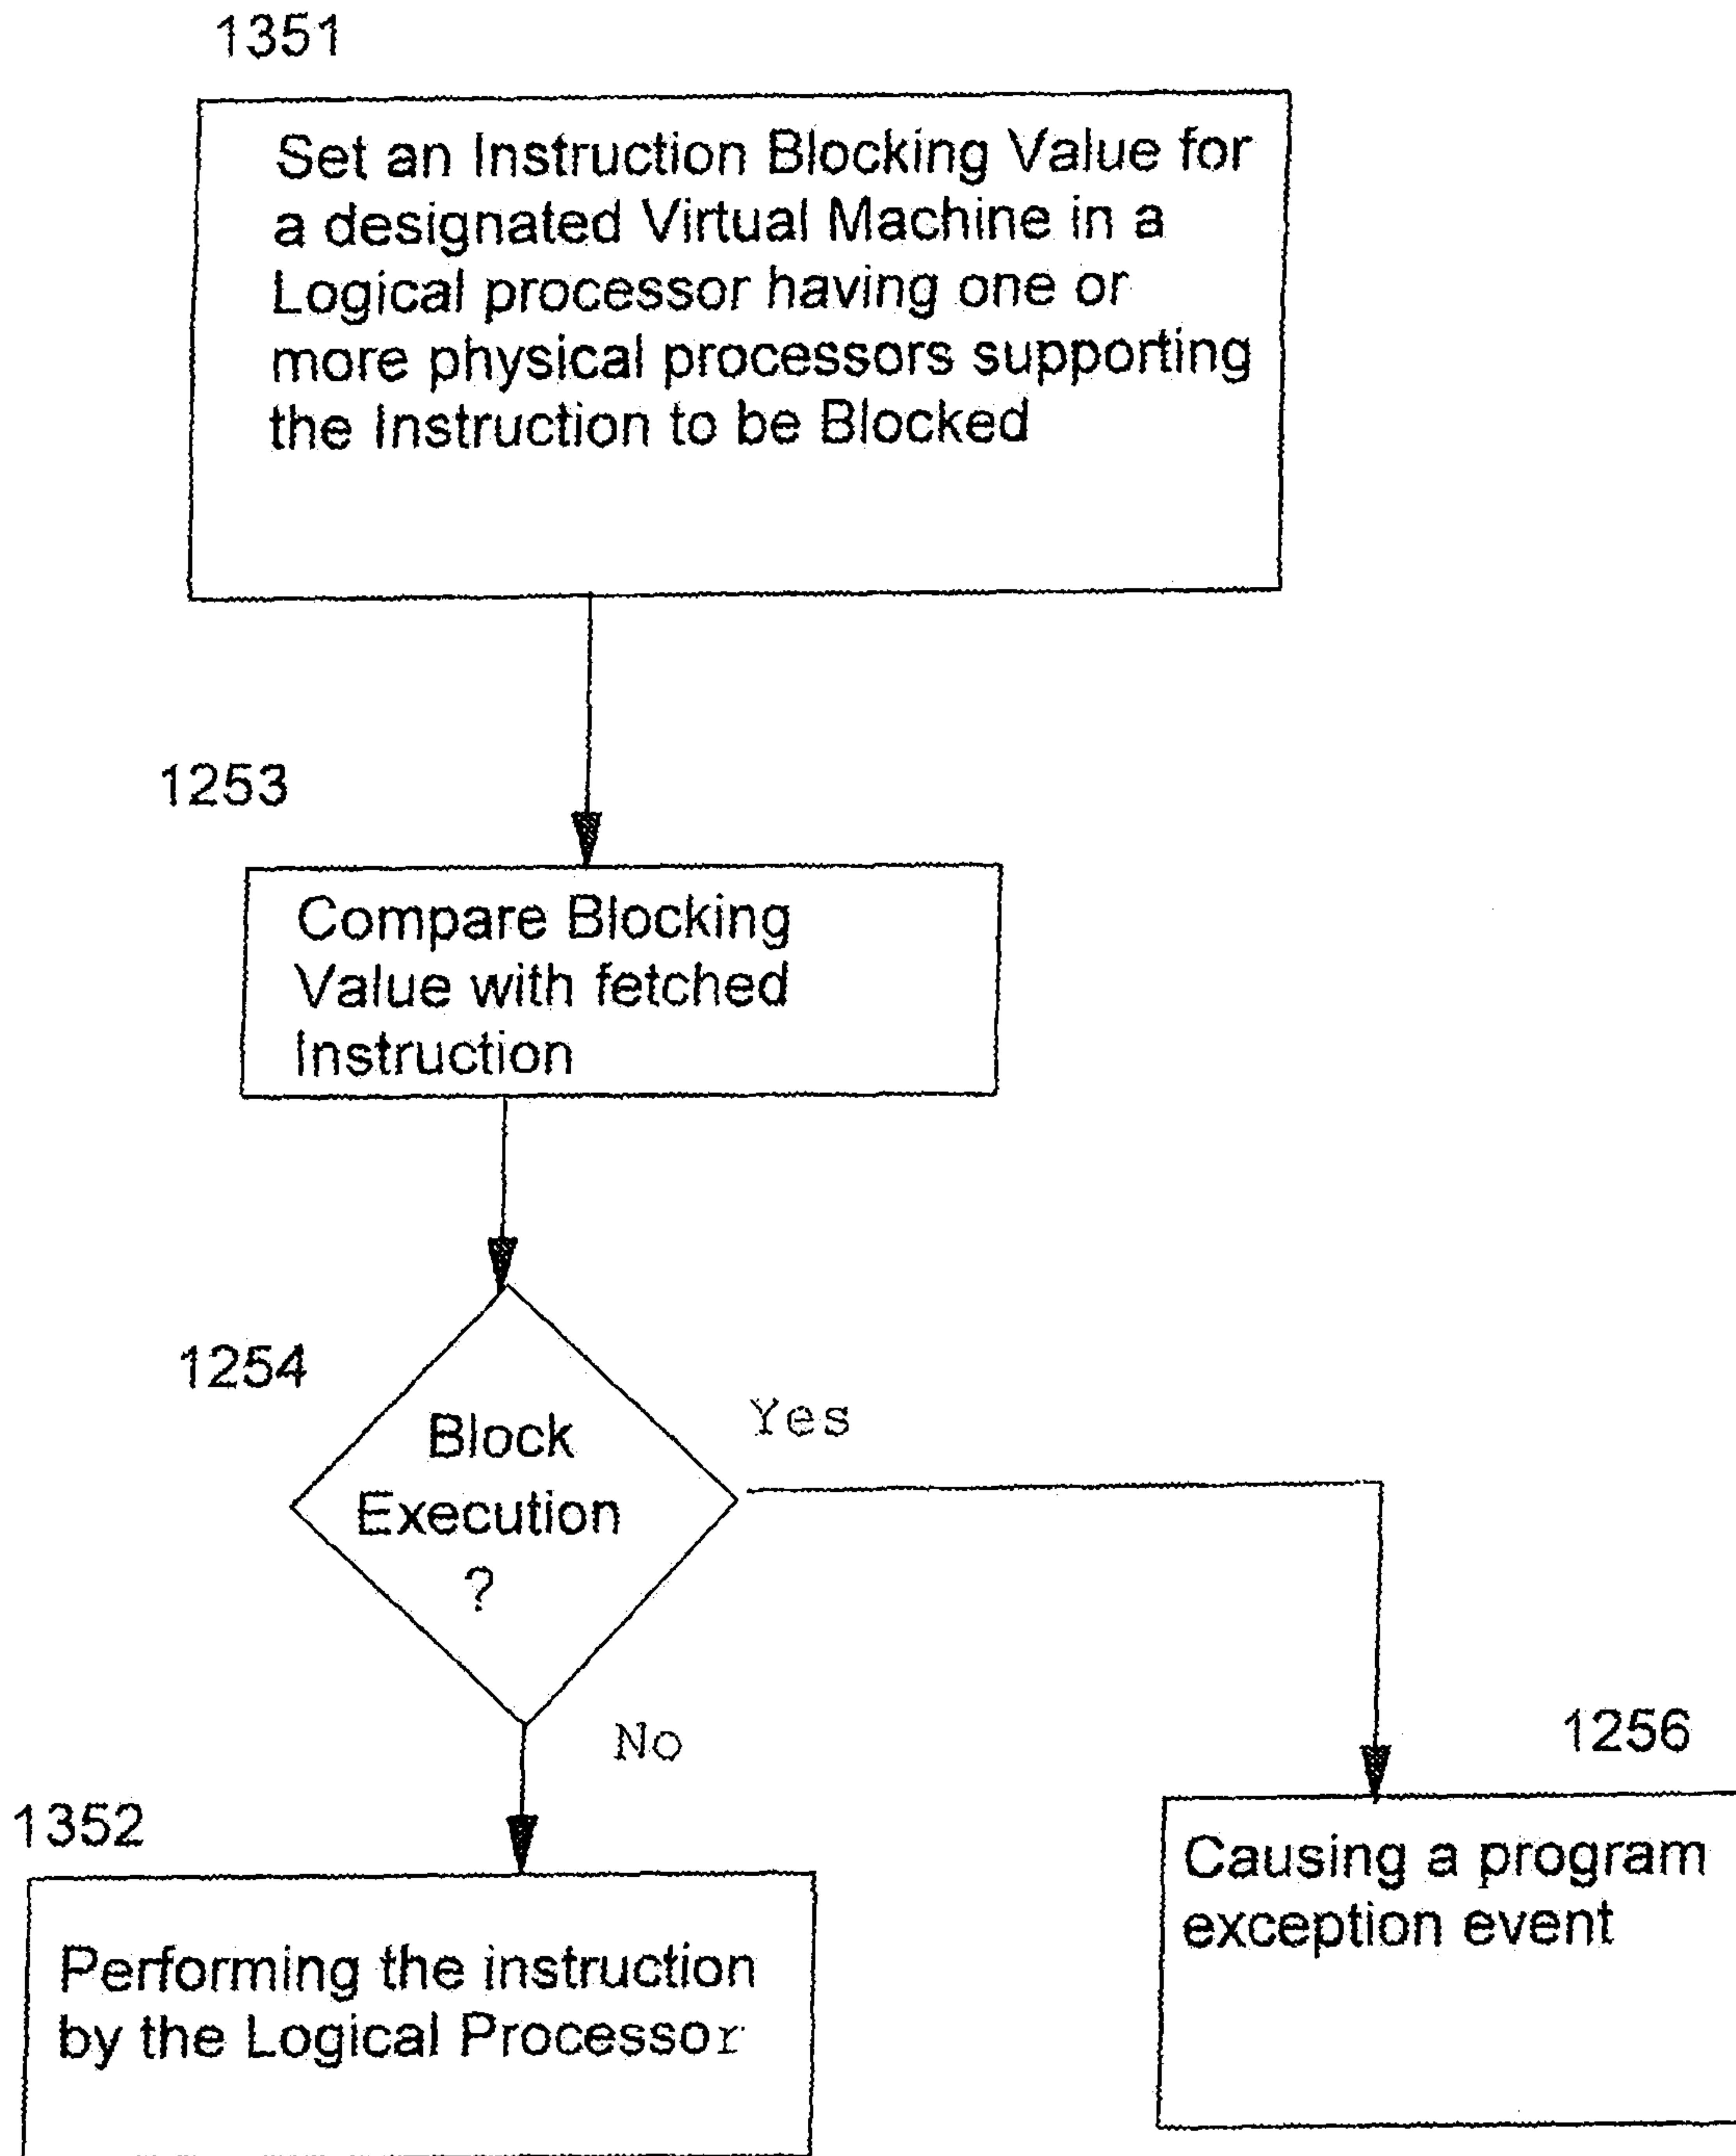 1351
Set an Instruction Blocking Value for
a designated Virtual Machine in a
Logical processor having one or
more physical processors supporting
the Instruction to be Blocked
1253
Compare Blocking
Value with fetched
Instruction
1254
Block
Execution
?
Yes
No
1256
Causing a program
exception event
1352
Performing the instruction
by the Logical Processor